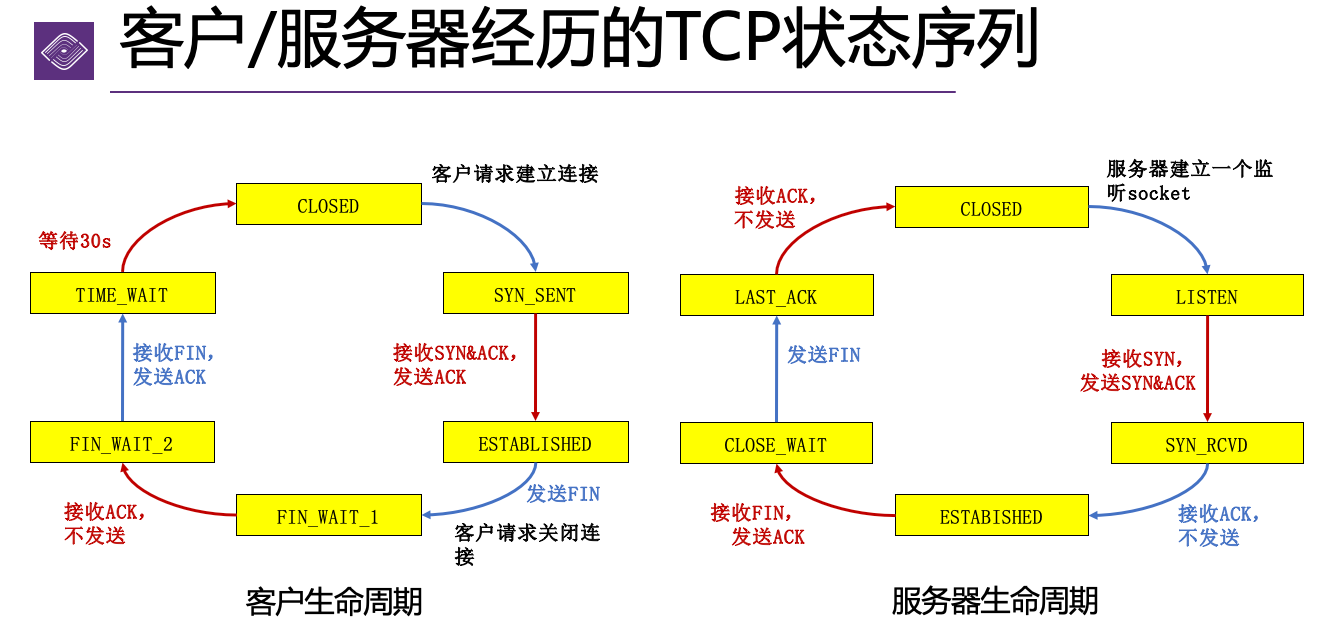 客户/服务器经历的TCP状态序列
客户请求建立连接
CLOSED
等待30s
TIME_WAIT
SYN_SENT
接收FIN,
发送ACK
接收SYN&ACK,
发送ACK
FIN_WAIT_2
ESTABLISHED
发送FIN
接收ACK,
不发送
FIN_WAIT_1
客户请求关闭连
接
客户生命周期
服务器建立一个监
听socket
接收ACK,
不发送
CLOSED
LAST_ACK
LISTEN
发送FIN
接收SYN,
发送SYN&ACK
CLOSE_WAIT
SYN_RCVD
接收FIN,
发送ACK
ESTABISHED
接收ACK,
不发送
服务器生命周期